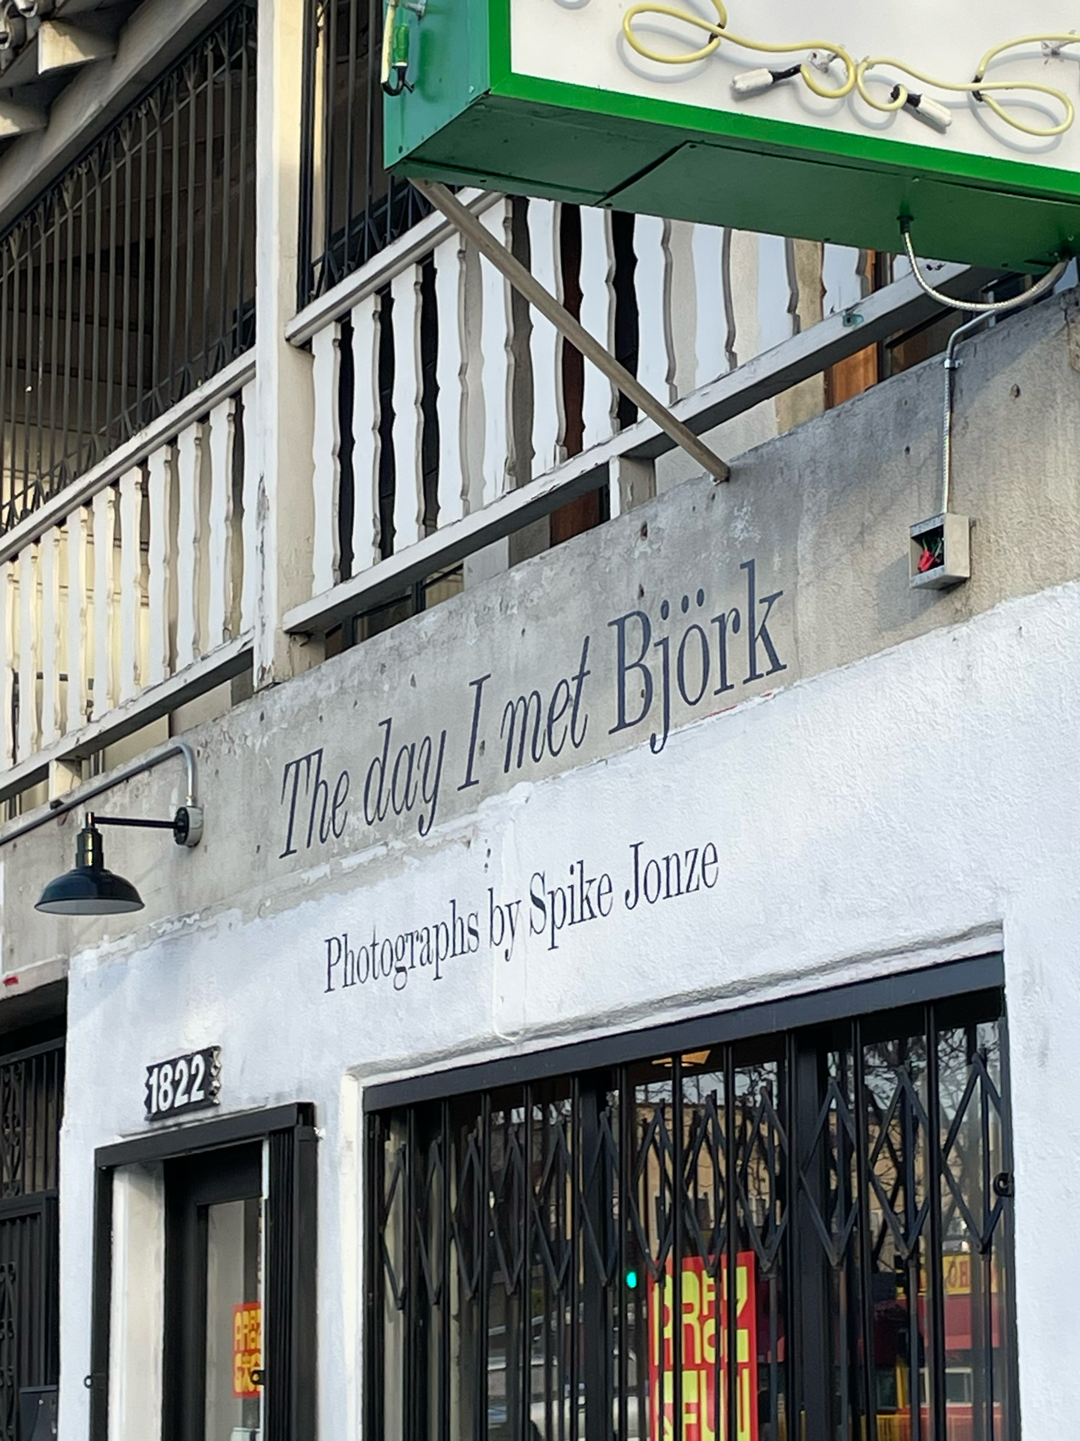 The day I met Björk
Photographs by Spike Jonze
1822